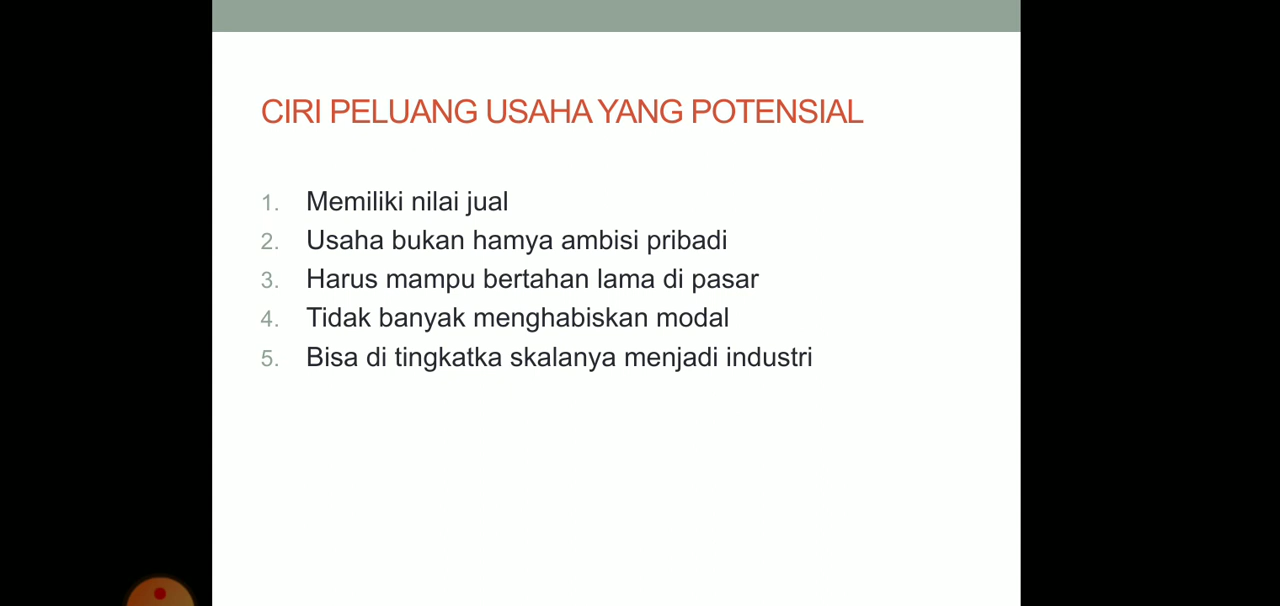 CIRI PELUANG USAHA YANG POTENSIAL
1. Memiliki nilai jual
2. Usaha bukan hamya ambisi pribadi
3. Harus mampu bertahan lama di pasar
4. Tidak banyak menghabiskan modal
5. Bisa di tingkatka skalanya menjadi industri